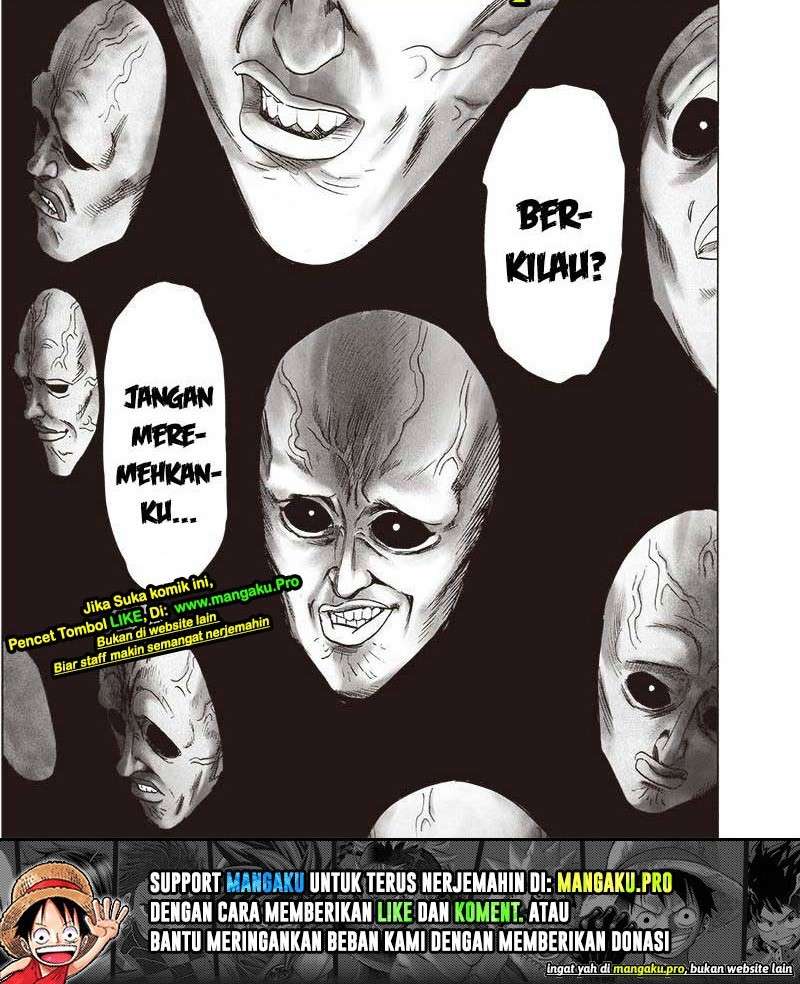 BER-
KILAU?
JANGAN
MERE-
MEHKAN-
KU...
Jika Suka komik ini,
Pencet Tombol LIKE, Di: www.mangaku.Pro
Bukan di website lain
Biar staff makin semangat nerjemahin
SUPPORT MANGAKU UNTUK TERUS NERJEMAHIN DI: MANGAKU.PRO
DENGAN CARA MEMBERIKAN LIKE DAN KOMENT. ATAU
BANTU MERINGANKAN BEBAN KAMI DENGAN MEMBERIKAN DONASI
ingat yah di mangaku.pro, bukan website lain